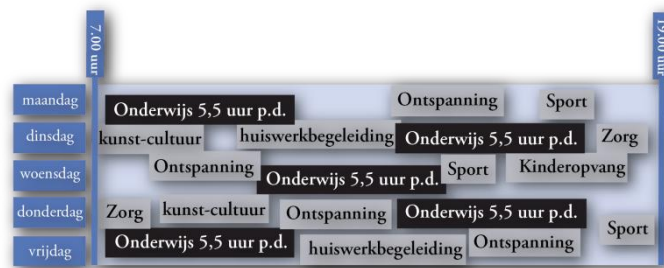 7.00 uur
19.00 uur
maandag
Onderwijs 5,5 uur p.d.
Ontspanning
Sport
dinsdag
kunst-cultuur
huiswerkbegeleiding
Onderwijs 5,5 uur p.d.
Zorg
woensdag
Ontspanning
Onderwijs 5,5 uur p.d.
Sport
Kinderopvang
donderdag
Zorg
kunst-cultuur
Ontspanning
Onderwijs 5,5 uur p.d.
Sport
vrijdag
Onderwijs 5,5 uur p.d.
huiswerkbegeleiding
Ontspanning